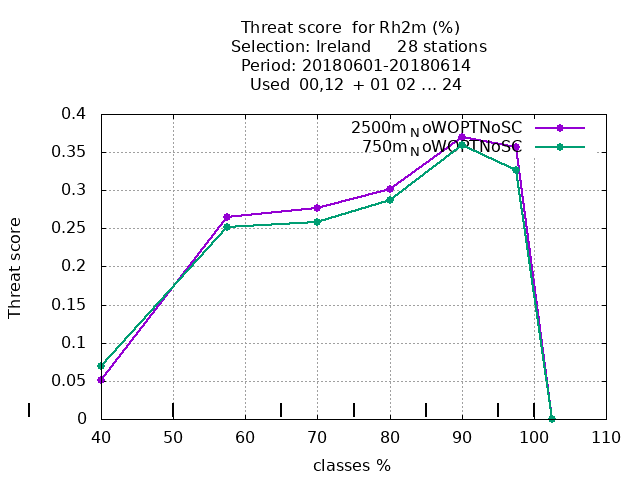 Threat score  for Rh2m (%)
Selection: Ireland     28 stations
Period: 20180601-20180614
Used  00,12  + 01 02 ... 24
2500m_NoWOPTNoSC
750m_NoWOPTNoSC
0.4
0.35
0.3
0.25
0.2
0.15
0.1
0.05
0
Threat score
40 50 60 70 80 90 100 110
classes %